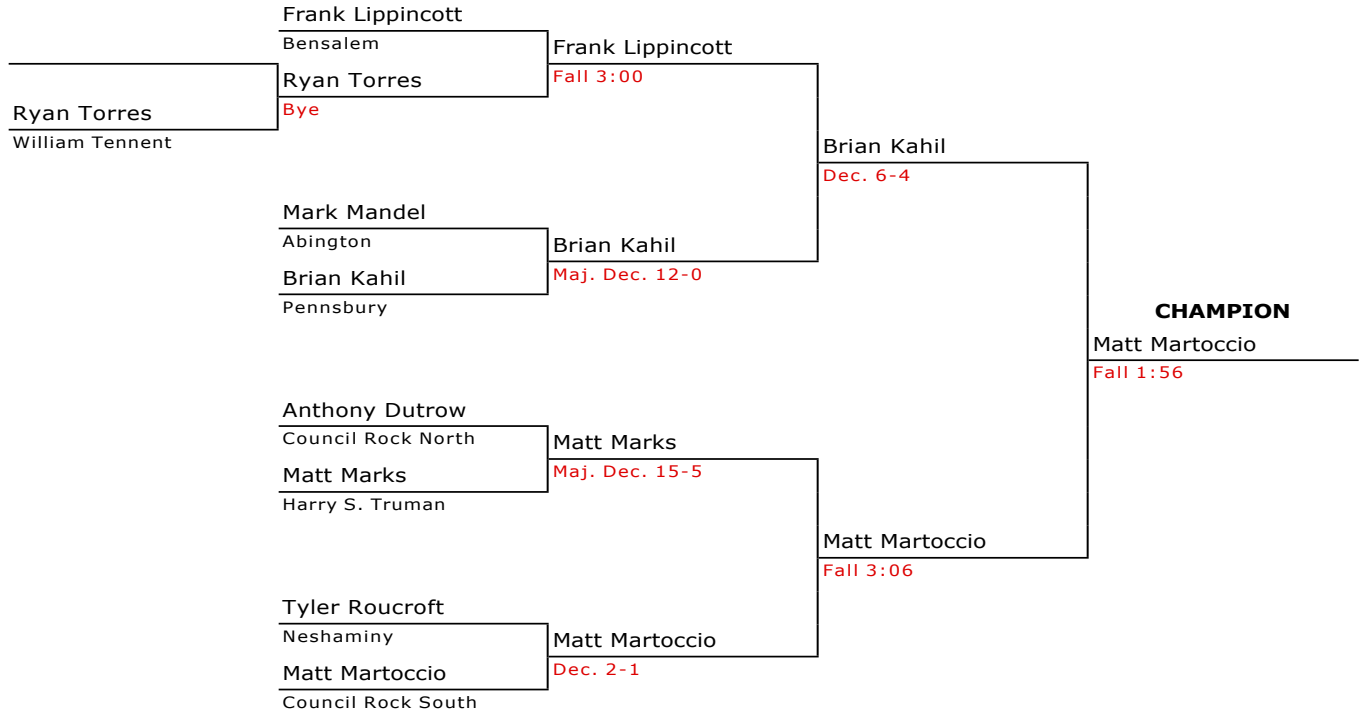 Frank Lippincott
Bensalem
Frank Lippincott
Ryan Torres
Fall 3:00
Ryan Torres
Bye
William Tennent
Brian Kahil
Dec. 6-4
Mark Mandel
Abington
Brian Kahil
Brian Kahil
Maj. Dec. 12-0
Pennsbury
CHAMPION
Matt Martoccio
Fall 1:56
Anthony Dutrow
Council Rock North
Matt Marks
Matt Marks
Maj. Dec. 15-5
Harry S. Truman
Matt Martoccio
Fall 3:06
Tyler Roucroft
Neshaminy
Matt Martoccio
Matt Martoccio
Dec. 2-1
Council Rock South